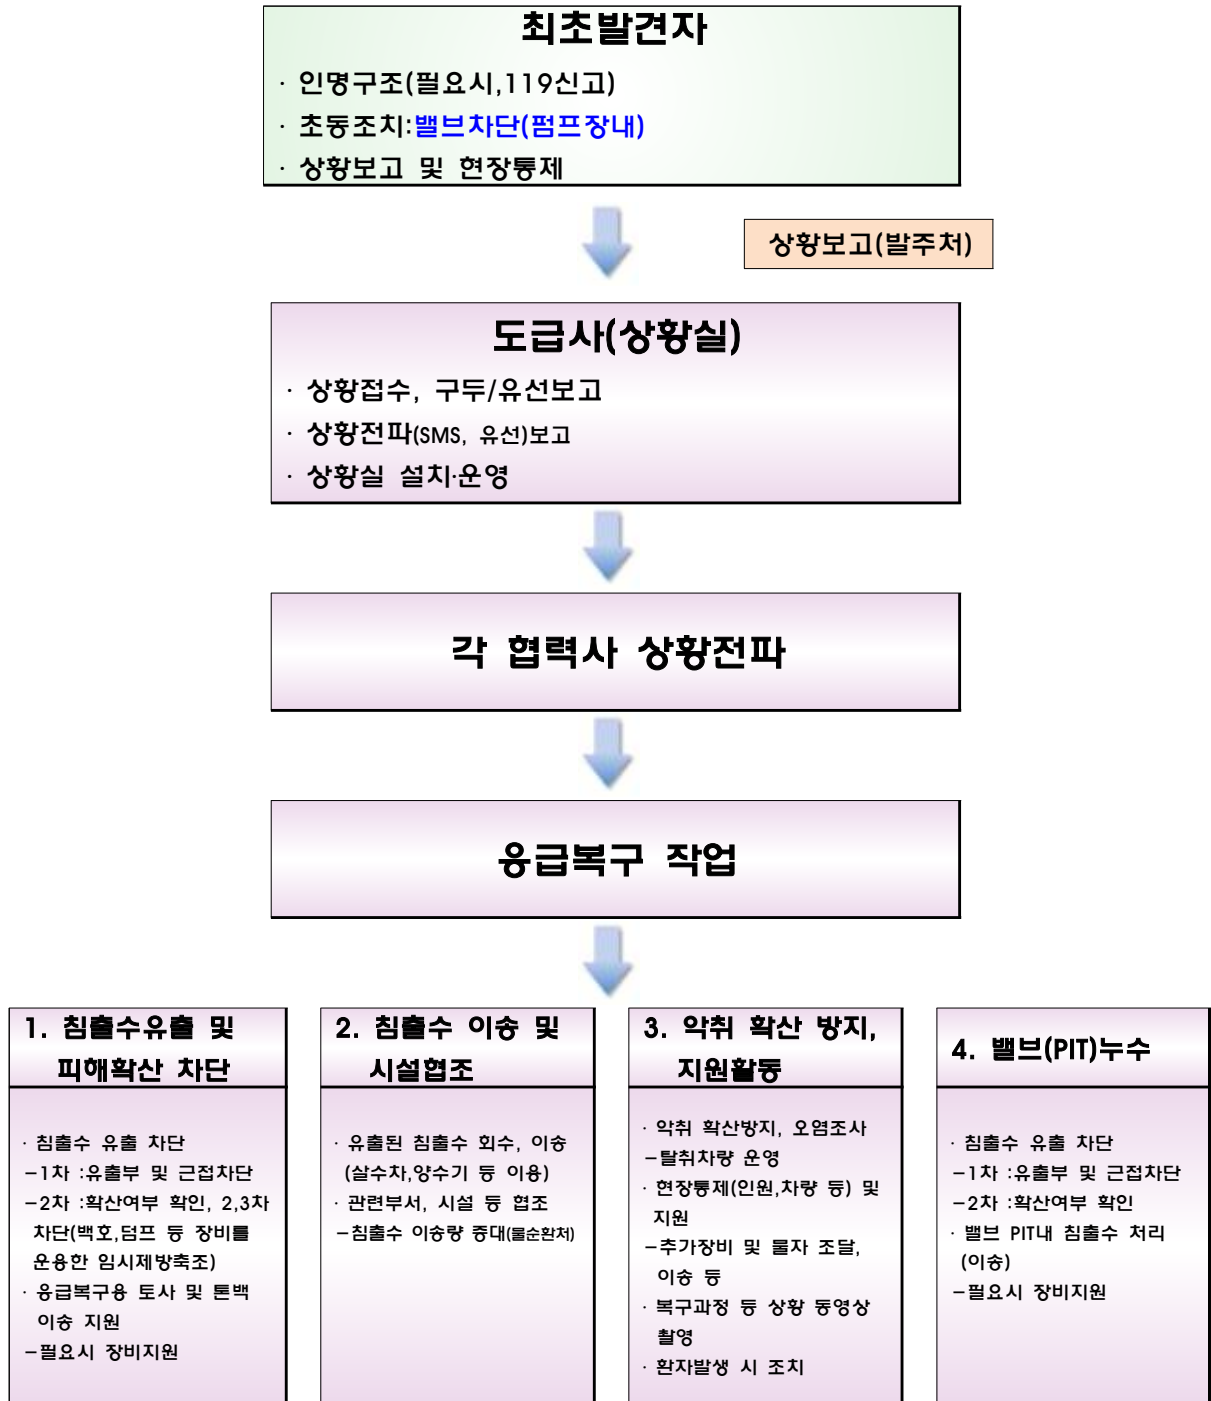 최초발견자
· 인명구조(필요시,119신고)
· 초동조치:밸브차단(펌프장내)
· 상황보고 및 현장통제
상황보고(발주처)
도급사(상황실)
· 상황접수, 구두/유선보고
· 상황전파(SMS, 유선)보고
· 상황실 설치·운영
각 협력사 상황전파
응급복구 작업
1. 침출수유출 및
피해확산 차단
· 침출수 유출 차단
-1차 :유출부 및 근접차단
-2차 :확산여부 확인, 2,3차
차단(백호,덤프 등 장비를
운용한 임시제방축조)
· 응급복구용 토사 및 톤백
이송 지원
-필요시 장비지원
2. 침출수 이송 및
시설협조
· 유출된 침출수 회수, 이송
(살수차,양수기 등 이용)
· 관련부서, 시설 등 협조
-침출수 이송량 증대(물순환처)
3. 악취 확산 방지,
지원활동
· 악취 확산방지, 오염조사
-탈취차량 운영
· 현장통제(인원,차량 등) 및
지원
-추가장비 및 물자 조달,
이송 등
· 복구과정 등 상황 동영상
촬영
· 환자발생 시 조치
4. 밸브(PIT)누수
· 침출수 유출 차단
-1차 :유출부 및 근접차단
-2차 :확산여부 확인
· 밸브 PIT내 침출수 처리
(이송)
-필요시 장비지원